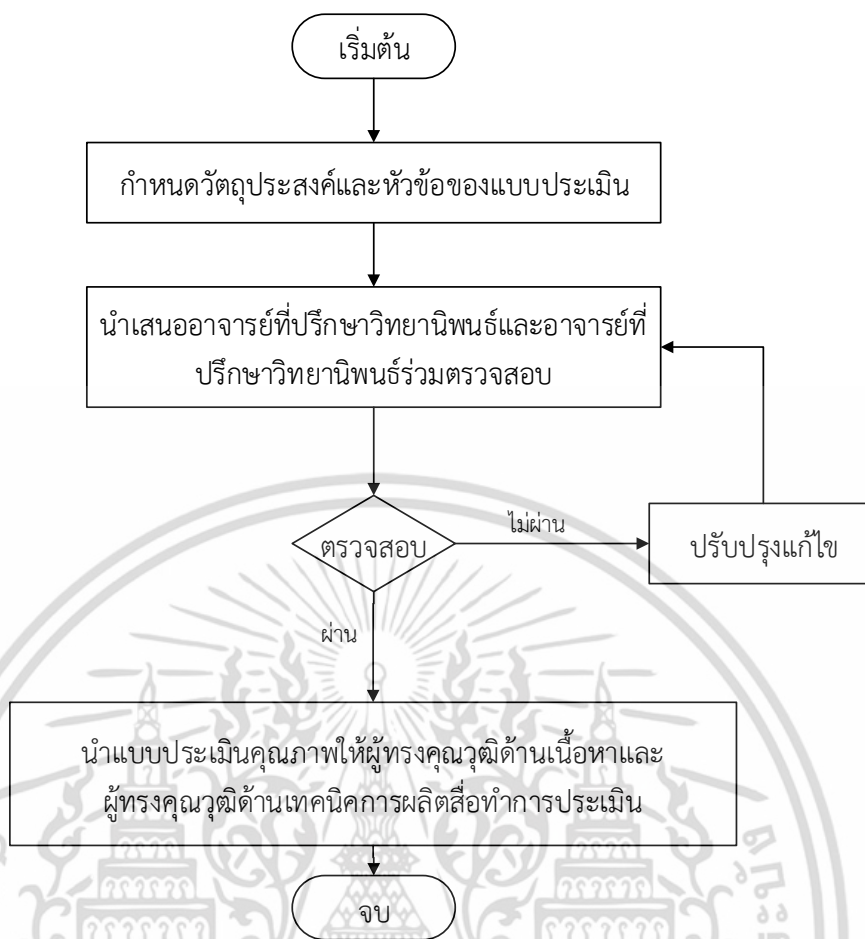 เริ่มต้น
กำหนดวัตถุประสงค์และหัวข้อของแบบประเมิน
นำเสนออาจารย์ที่ปรึกษาวิทยานิพนธ์และอาจารย์ที่
ปรึกษาวิทยานิพนธ์ร่วมตรวจสอบ
ตรวจสอบ
ไม่ผ่าน
ปรับปรุงแก้ไข
ผ่าน
นำแบบประเมินคุณภาพให้ผู้ทรงคุณวุฒิด้านเนื้อหาและ
ผู้ทรงคุณวุฒิด้านเทคนิคการผลิตสื่อทำการประเมิน
จบ